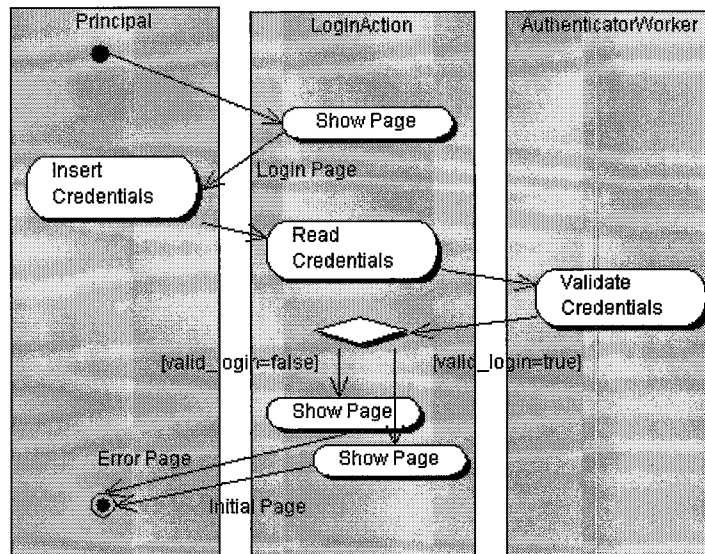 Principal
LoginAction
AuthenticatorWorker
Show Page
Login Page
Insert
Credentials
Read
Credentials
Validate
Credentials
[valid_ogin=false]
[valid_login=true]
Show Page
Show Page
Error Page
Initial Page